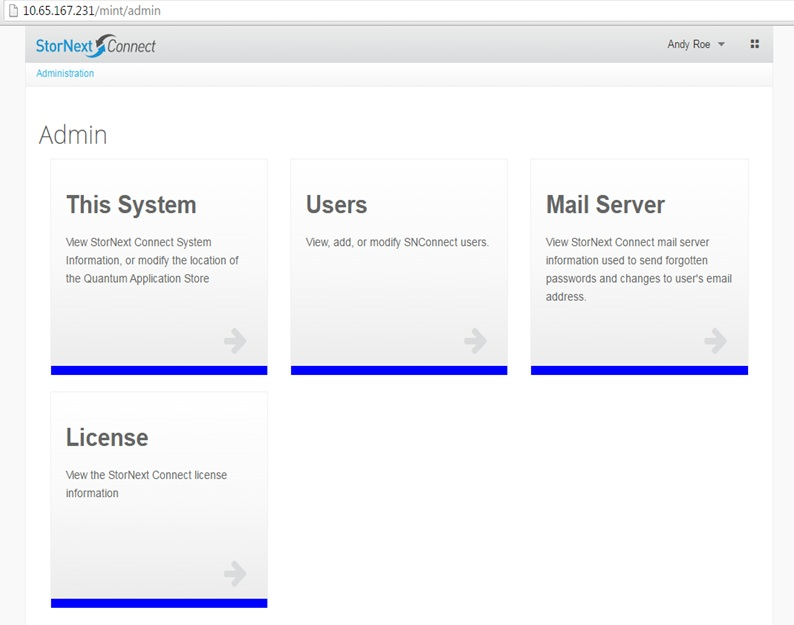 10.65.167.231/mint/admin
StorNext Connect
Andy Roe
Administration
Admin
This System
View StorNext Connect System
Information, or modify the location of
the Quantum Application Store
Users
View, add, or modify SNConnect users.
Mail Server
View StorNext Connect mail server
information used to send forgotten
passwords and changes to user's email
address.
License
View the StorNext Connect license
information